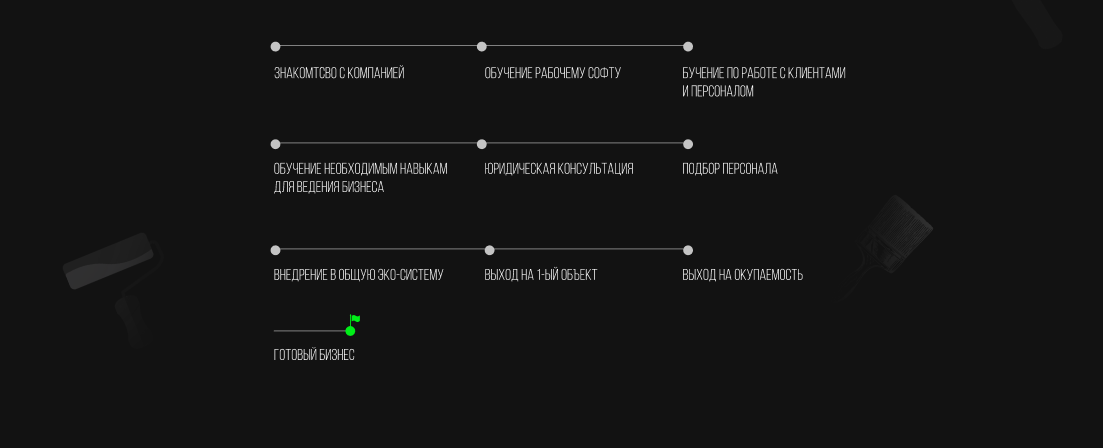 ЗНАКОМТСВО С КОМПАНИЕЙ
ОБУЧЕНИЕ РАБОЧЕМУ СОФТУ
БУЧЕНИЕ ПО РАБОТЕ С КЛИЕНТАМИ
И ПЕРСОНАЛОМ
ОБУЧЕНИЕ НЕОБХОДИМЫМ НАВЫКАМ
ДЛЯ ВЕДЕНИЯ БИЗНЕСА
ЮРИДИЧЕСКАЯ КОНСУЛЬТАЦИЯ
ПОДБОР ПЕРСОНАЛА
ВНЕДРЕНИЕ В ОБЩУЮ ЭКО-СИСТЕМУ
ВЫХОД НА 1-ЫЙ ОБЪЕКТ
ВЫХОД НА ОКУПАЕМОСТЬ
ГОТОВЫЙ БИЗНЕС